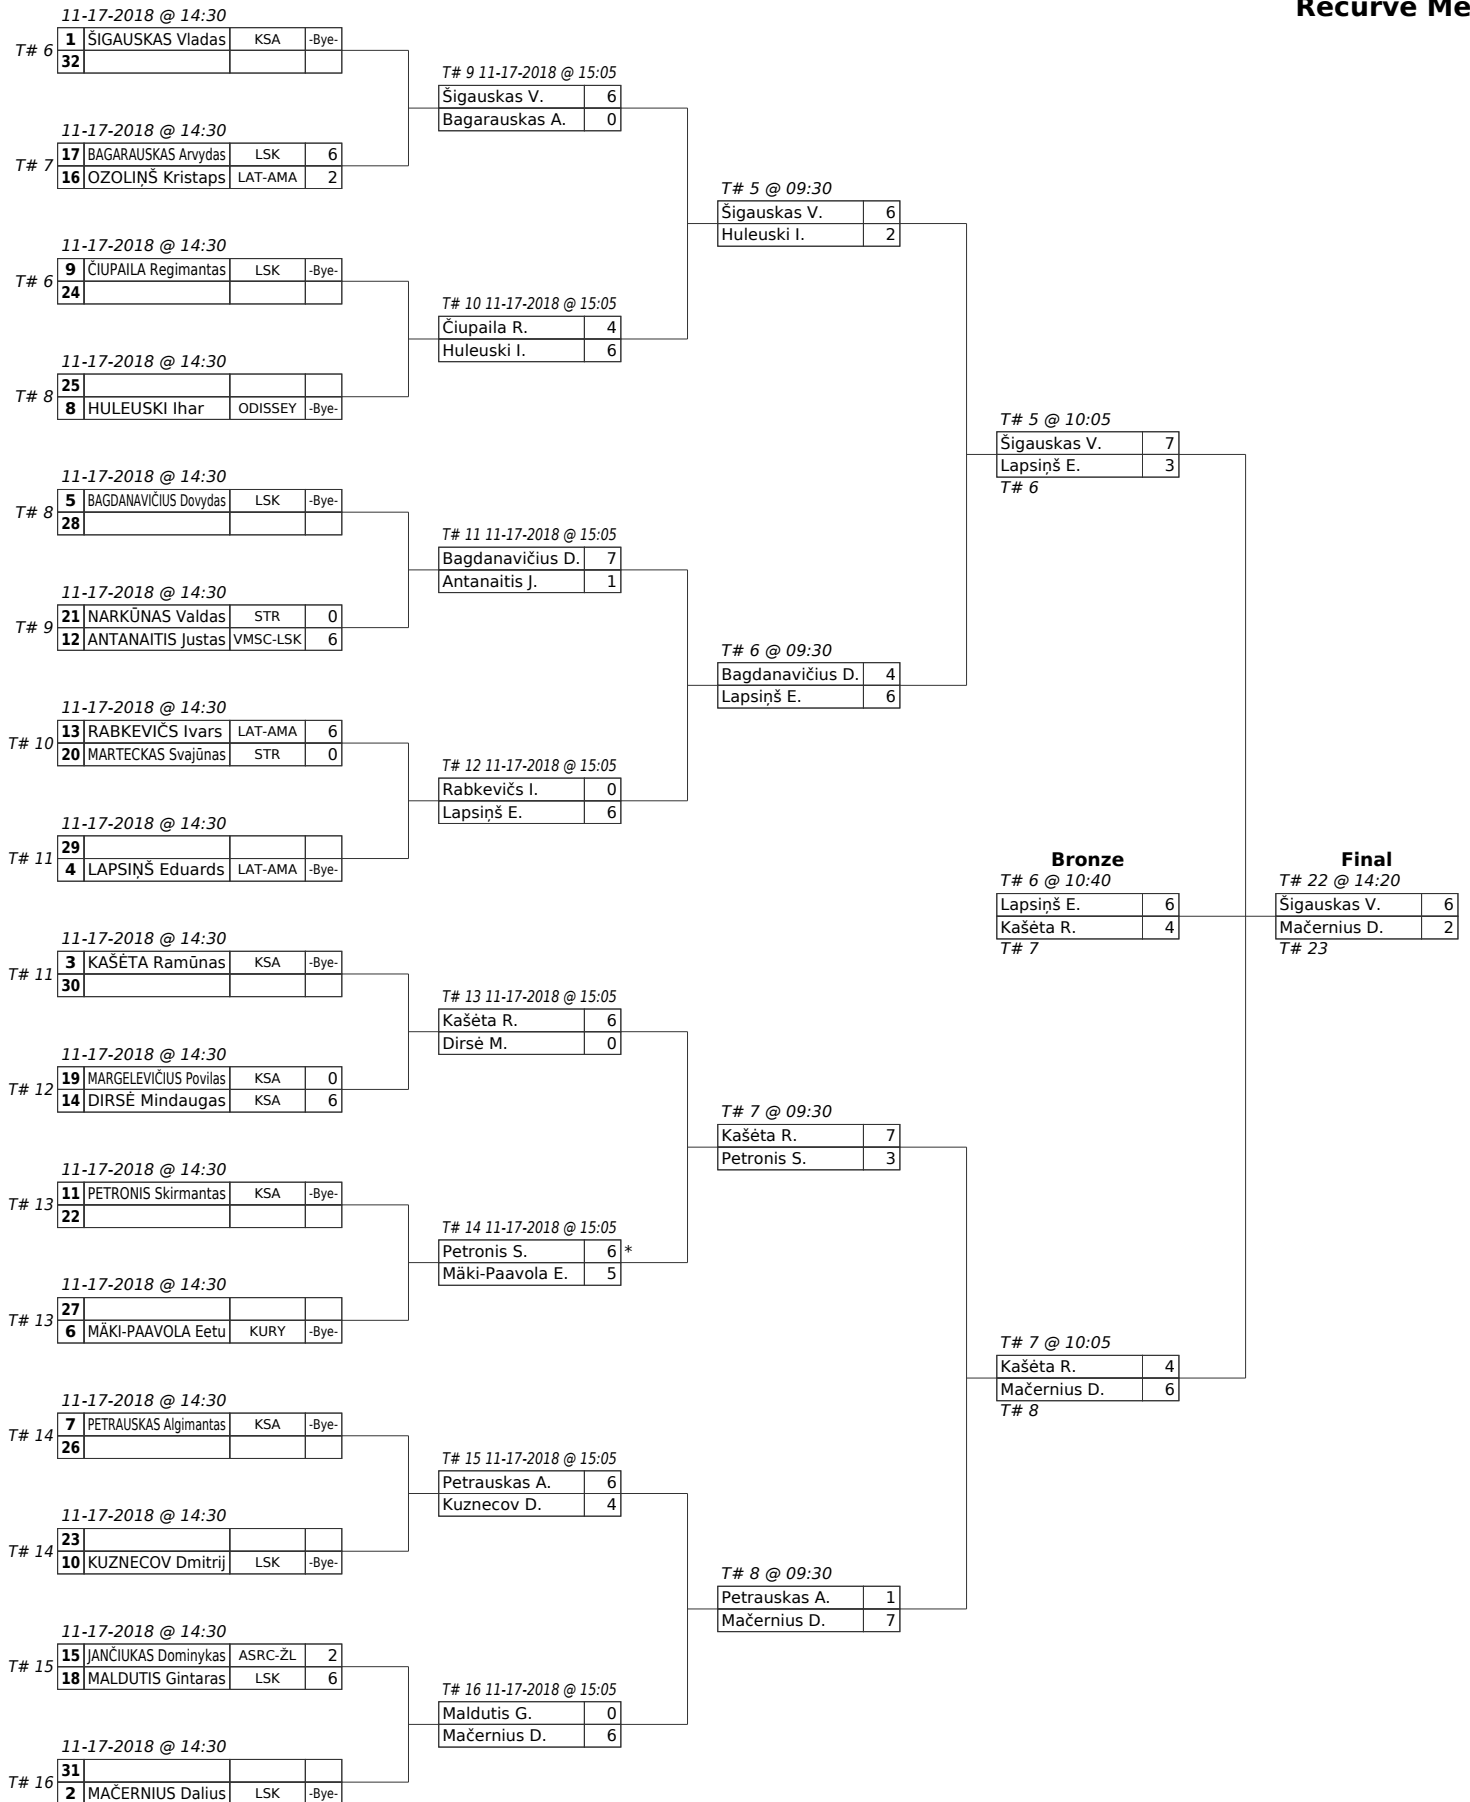 Recurve Me
11-17-2018 @ 14:30
T# 6
1 ŠIGAUSKAS Vladas KSA -Bye-
32
11-17-2018 @ 14:30
T# 7
17 BAGARAUSKAS Arvydas LSK 6
16 OZOLIŅŠ Kristaps LAT-AMA 2
11-17-2018 @ 14:30
T# 6
9 ČIUPAILA Regimantas LSK -Bye-
24
11-17-2018 @ 14:30
T# 8
25
8 HULEUSKI Ihar ODISSEY -Bye-
11-17-2018 @ 14:30
T# 8
5 BAGDANAVIČIUS Dovydas LSK -Bye-
28
11-17-2018 @ 14:30
T# 9
21 NARKŪNAS Valdas STR 0
12 ANTANAITIS Justas VMSC-LSK 6
11-17-2018 @ 14:30
T# 10
13 RABKEVIČS Ivars LAT-AMA 6
20 MARTECKAS Svajūnas STR 0
11-17-2018 @ 14:30
T# 11
29
4 LAPSIŅŠ Eduards LAT-AMA -Bye-
11-17-2018 @ 14:30
T# 11
3 KAŠĖTA Ramūnas KSA -Bye-
30
11-17-2018 @ 14:30
T# 12
19 MARGELEVIČIUS Povilas KSA 0
14 DIRSĖ Mindaugas KSA 6
11-17-2018 @ 14:30
T# 13
11 PETRONIS Skirmantas KSA -Bye-
22
11-17-2018 @ 14:30
T# 13
27
6 MÄKI-PAAVOLA Eetu KURY -Bye-
11-17-2018 @ 14:30
T# 14
7 PETRAUSKAS Algimantas KSA -Bye-
26
11-17-2018 @ 14:30
T# 14
23
10 KUZNECOV Dmitrij LSK -Bye-
11-17-2018 @ 14:30
T# 15
15 JANČIUKAS Dominykas ASRC-ŽL 2
18 MALDUTIS Gintaras LSK 6
11-17-2018 @ 14:30
T# 16
31
2 MAČERNIUS Dalius LSK -Bye-
T# 9 11-17-2018 @ 15:05
Šigauskas V. 6
Bagarauskas A. 0
T# 10 11-17-2018 @ 15:05
Čiupaila R. 4
Huleuski I. 6
T# 11 11-17-2018 @ 15:05
Bagdanavičius D. 7
Antanaitis J. 1
T# 12 11-17-2018 @ 15:05
Rabkevičs I. 0
Lapsiņš E. 6
T# 13 11-17-2018 @ 15:05
Kašėta R. 6
Dirsė M. 0
T# 14 11-17-2018 @ 15:05
Petronis S. 6 *
Mäki-Paavola E. 5
T# 15 11-17-2018 @ 15:05
Petrauskas A. 6
Kuznecov D. 4
T# 16 11-17-2018 @ 15:05
Maldutis G. 0
Mačernius D. 6
T# 5 @ 09:30
Šigauskas V. 6
Huleuski I. 2
T# 6 @ 09:30
Bagdanavičius D. 4
Lapsiņš E. 6
T# 7 @ 09:30
Kašėta R. 7
Petronis S. 3
T# 8 @ 09:30
Petrauskas A. 1
Mačernius D. 7
T# 5 @ 10:05
Šigauskas V. 7
Lapsiņš E. 3
T# 6
Bronze
T# 6 @ 10:40
Lapsiņš E. 6
Kašėta R. 4
T# 7
T# 7 @ 10:05
Kašėta R. 4
Mačernius D. 6
T# 8
Final
T# 22 @ 14:20
Šigauskas V. 6
Mačernius D. 2
T# 23